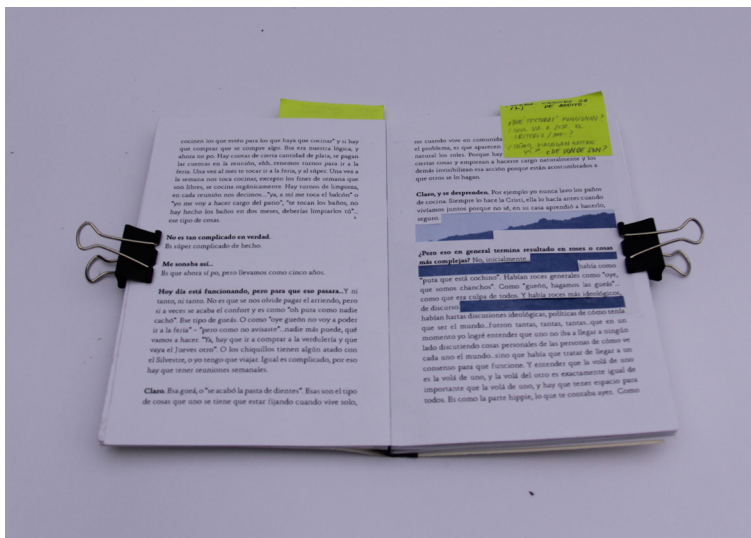 cocinen los que estén para los que haya que cocinar" y si hay
que comprar que se compre algo. Esa era nuestra lógica, y
ahora no po. Hay cuotas de cierta cantidad de plata, se pagan
las cuentas en la reunión, ehh..tenemos turnos para ir a la
feria. Una vez al mes te tocar ir a la feria, y al súper. Una vez a
la semana nos toca cocinar, excepto los fines de semana que
son libres, se cocina orgánicamente. Hay turnos de limpieza,
en cada reunión nos decimos..."ya, a mí me toca el balcón" o
"yo me voy a hacer cargo del patio", "te tocan los baños, no
hay hecho los baños en dos meses, deberías limpiarlos tú"...
ese tipo de cosas.
No es tan complicado en verdad.
Es súper complicado de hecho.
Me sonaba así..
Es que ahora sí po, pero llevamos como cinco años.
Hoy día está funcionando, pero para que eso pasara..Y ni
tanto, ni tanto. No es que se nos olvide pagar el arriendo, pero
si a veces se acaba el confort y es como "oh puta como nadie
cachó". Ese tipo de gueás. O como "oye gueón no voy a poder
ir a la feria" – "pero como no avisaste"...nadie más puede, qué
vamos a hacer. "Ya, hay que ir a comprar a la verdulería y que
vaya el Jueves otro". O los chiquillos tienen algún atado con
el Silvestre, o yo tengo que viajar. Igual es complicado, por eso
hay que tener reuniones semanales.
Claro. Esa gueá, o "se acabó la pasta de dientes". Esas son el tipo
de cosas que uno se tiene que estar fijando cuando vive solo,
¿QUÉ TEXTURAS
¿CUÁL VA A SER EL
¿DE DÓNDE SON?
no cuando vive en comunida
el problema, es que aparecen
natural los roles. Porque hay
ciertas cosas y empiezan a hacerse cargo naturalmente y los
demás invisibilizan esa acción porque están acostumbrados a
que otros se lo hagan.
Claro, y se desprenden. Por ejemplo yo nunca lavo los paños
de cocina. Siempre lo hace la Cristi, ella lo hacía antes cuando
vivíamos juntos porque no sé, en su casa aprendió a hacerlo,
seguro.
¿Pero eso en general termina resultado en roses o cosas
más complejas? No, inicialmente
había como
"puta que está cochino". Habían roces generales como "oye,
que somos chanchos". Como "gueón, hagamos las gueás"...
como que era culpa de todos. Y había roces más ideológicos,
de discurso.
habían hartas discusiones ideológicas, políticas de cómo tenía
que ser el mundo..fueron tantas, tantas, tantas..que en un
momento yo logré entender que uno no iba a llegar a ningún
lado discutiendo cosas personales de las personas de cómo ve
cada uno el mundo..sino que había que tratar de llegar a un
consenso para que funcione. Y entender que la volá de uno
es la volá de uno, y la volá del otro es exactamente igual de
importante que la volá de uno, y hay que tener espacio para
todos. Es como la parte hippie, lo que te contaba ayer. Como